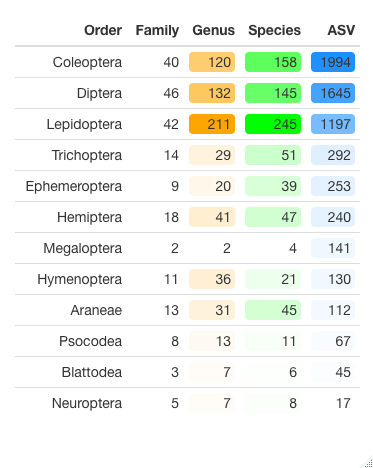 Order Family Genus Species ASV
Coleoptera 40 120 158 1994
Diptera 46 132 145 1645
Lepidoptera 42 211 245 1197
Trichoptera 14 29 51 292
Ephemeroptera 9 20 39 253
Hemiptera 18 41 47 240
Megaloptera 2 2 4 141
Hymenoptera 11 36 21 130
Araneae 13 31 45 112
Psocodea 8 13 11 67
Blattodea 3 7 6 45
Neuroptera 5 7 8 17